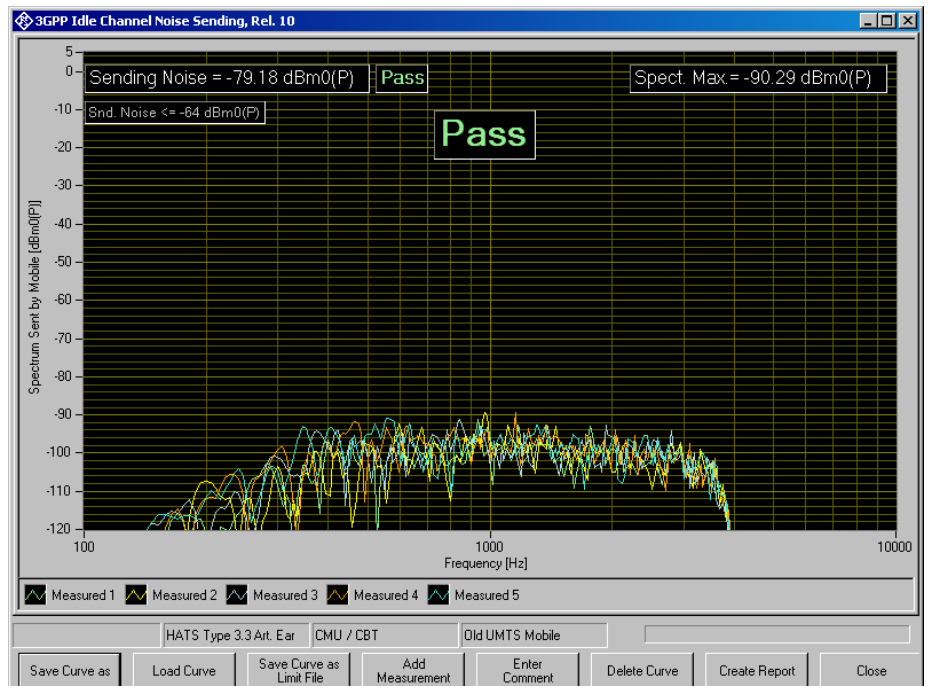 3GPP Idle Channel Noise Sending, Rel. 10
5
0
Sending Noise = -79.18 dBm0(P)
Pass
Spect. Max.= -90.29 dBm0(P)
-10
Snd. Noise <= -64 dBm0(P)
Pass
-20
-30
-40
-50
-60
-70
-80
-90
-100
-110
-120
Spectrum Sent by Mobile [dBm0(P)]
100
1000
10000
Frequency [Hz]
Measured 1
Measured 2
Measured 3
Measured 4
Measured 5
HATS Type 3.3 Art. Ear
CMU / CBT
Old UMTS Mobile
Save Curve as
Load Curve
Save Curve as
Limit File
Add
Measurement
Enter
Comment
Delete Curve
Create Report
Close